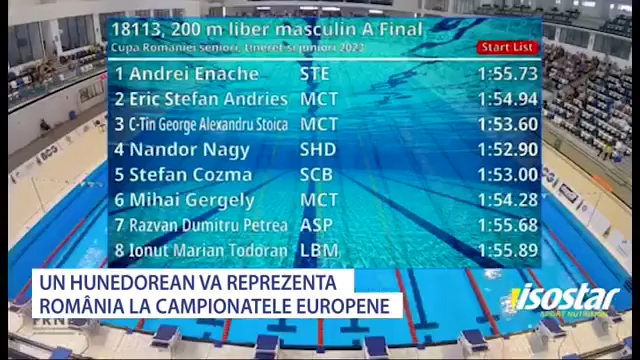 18113, 200 m liber masculin A Final
Cupa Romaniei seniori, tineret si juniori 2023
Start List
1 Andrei Enache STE 1:55.73
2 Eric Stefan Andries MCT 1:54.94
3 C-Tin George Alexandru Stoica MCT 1:53.60
4 Nandor Nagy SHD 1:52.90
5 Stefan Cozma SCB 1:53.00
6 Mihai Gergely MCT 1:54.28
7 Razvan Dumitru Petrea ASP 1:55.68
8 Ionut Marian Todoran LBM 1:55.89
UN HUNEDOREAN VA REPREZENTA
ROMÂNIA LA CAMPIONATELE EUROPENE
isostar
SPORT NUTRITION